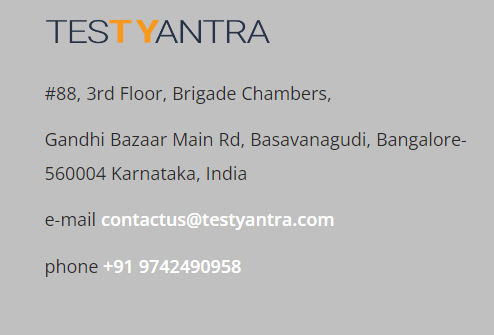 TESTYANTRA
#88, 3rd Floor, Brigade Chambers,
Gandhi Bazaar Main Rd, Basavanagudi, Bangalore-
560004 Karnataka, India
e-mail contactus@testyantra.com
phone +91 9742490958